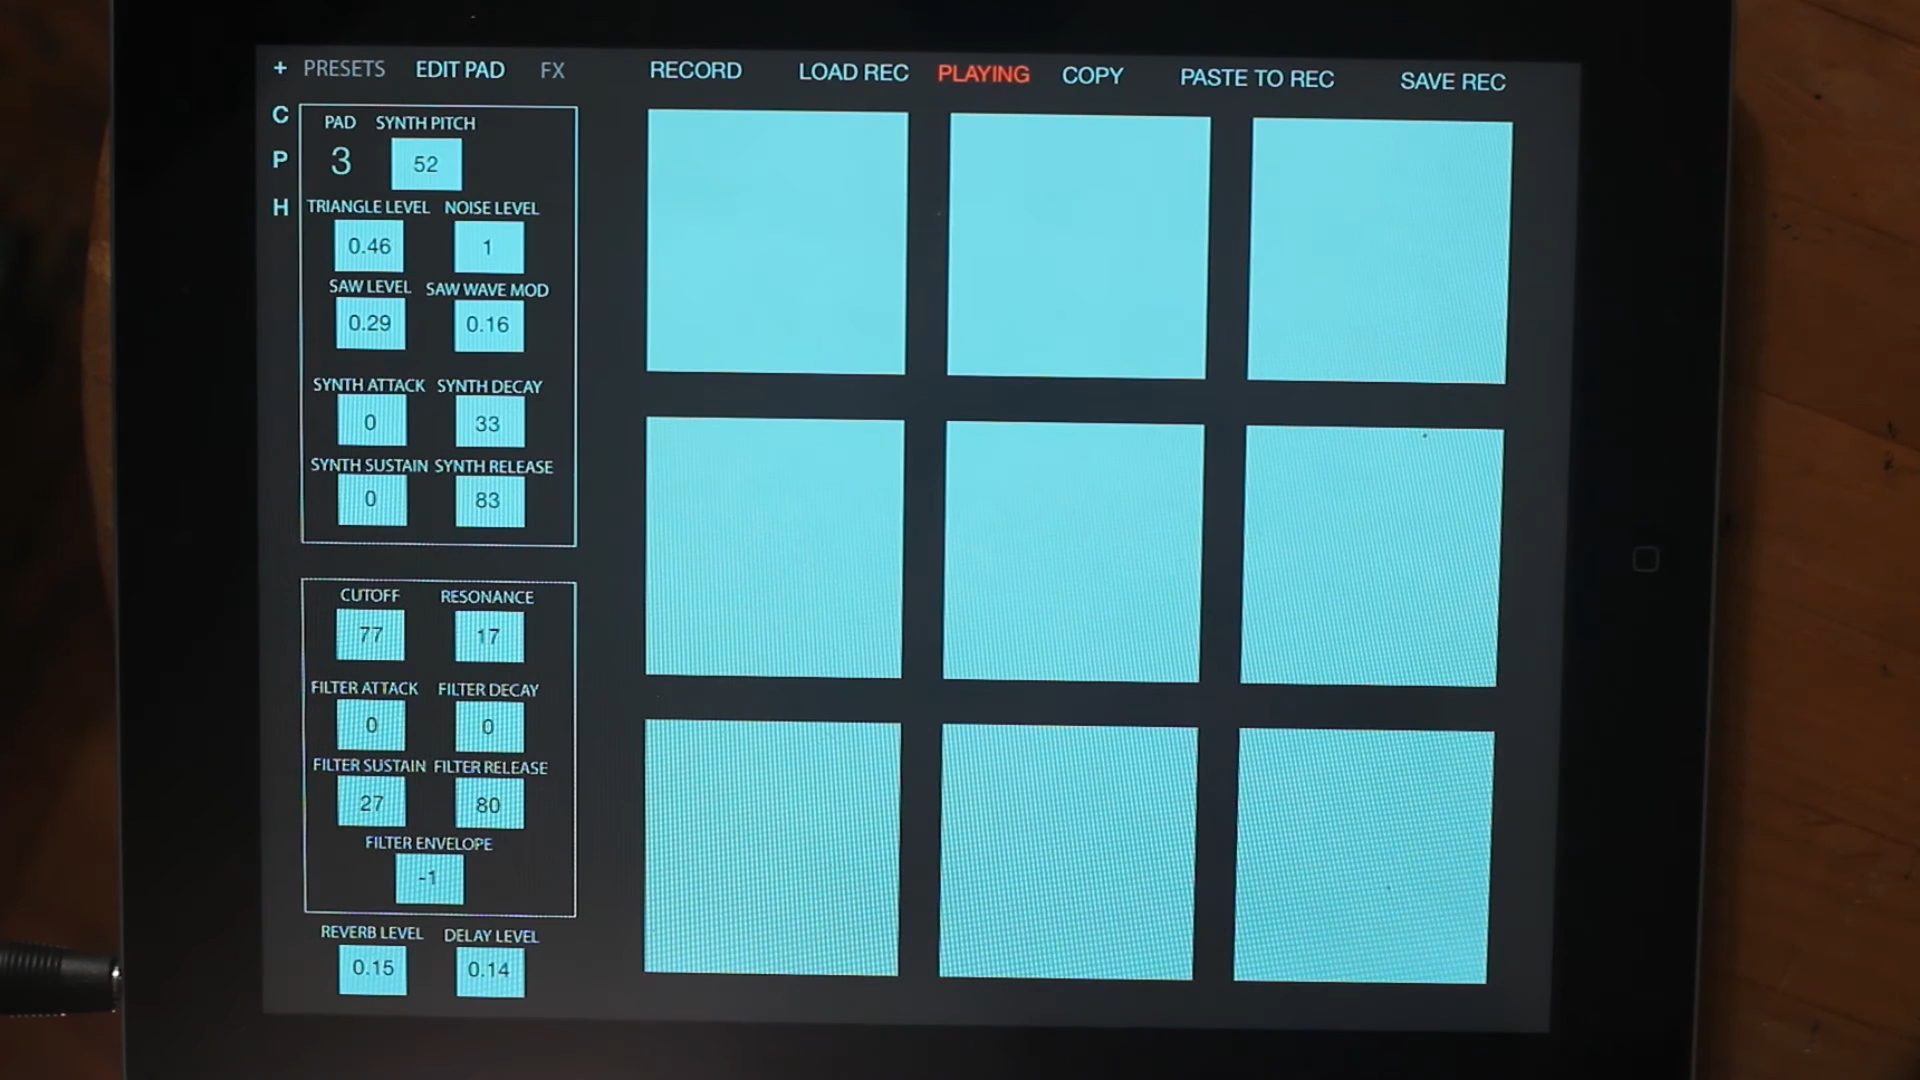 + PRESETS EDIT PAD FX RECORD LOAD REC PLAYING COPY PASTE TO REC SAVE REC
C
P
H
PAD SYNTH PITCH
3 52
TRIANGLE LEVEL NOISE LEVEL
0.46 1
SAW LEVEL SAW WAVE MOD
0.29 0.16
SYNTH ATTACK SYNTH DECAY
0 33
SYNTH SUSTAIN SYNTH RELEASE
0 83
CUTOFF RESONANCE
77 17
FILTER ATTACK FILTER DECAY
0 0
FILTER SUSTAIN FILTER RELEASE
27 80
FILTER ENVELOPE
-1
REVERB LEVEL DELAY LEVEL
0.15 0.14